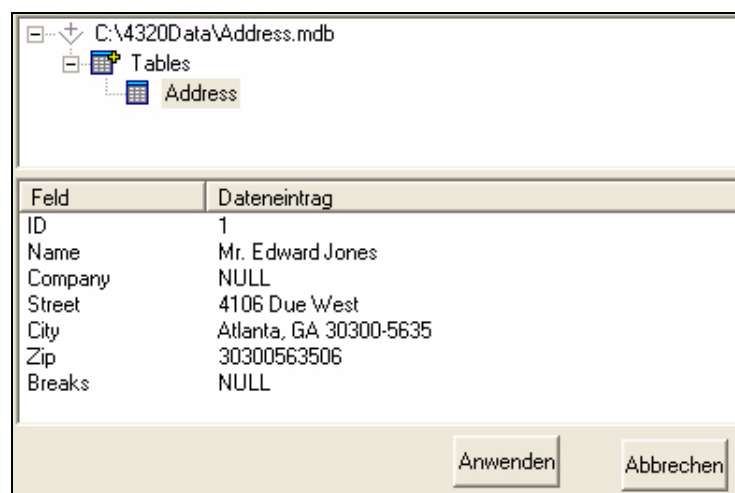 C:\4320Data\Address.mdb
Tables
Address
Feld Dateneintrag
ID 1
Name Mr. Edward Jones
Company NULL
Street 4106 Due West
City Atlanta, GA 30300-5635
Zip 30300563506
Breaks NULL
Anwenden Abbrechen